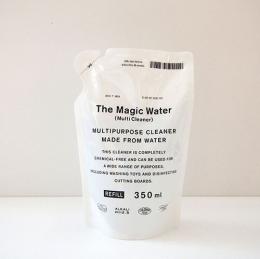 The Magic Water
(Multi Cleaner)
MULTIPURPOSE CLEANER
MADE FROM WATER
THIS CLEANER IS COMPLETELY
CHEMICAL-FREE AND CAN BE USED FOR
A WIDE RANGE OF PURPOSES,
INCLUDING WASHING TOYS AND DISINFECTING
CUTTING BOARDS.
REFILL 350 ml
ALKALI